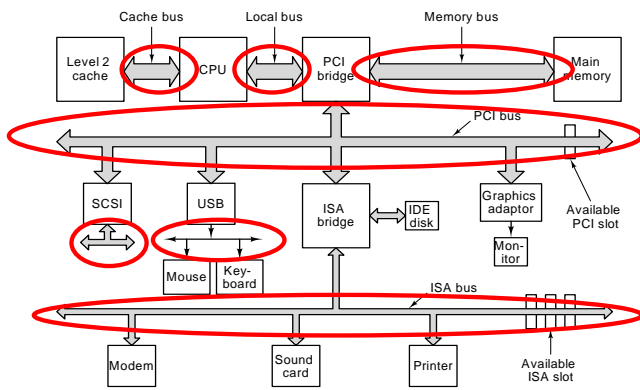 Cache bus
Local bus
Memory bus
Level 2
cache
CPU
PCI
bridge
Main
memory
PCI bus
SCSI
USB
ISA
bridge
IDE
disk
Graphics
adaptor
Available
PCI slot
Mon-
itor
Mouse
Key-
board
ISA bus
Modem
Sound
card
Printer
Available
ISA slot